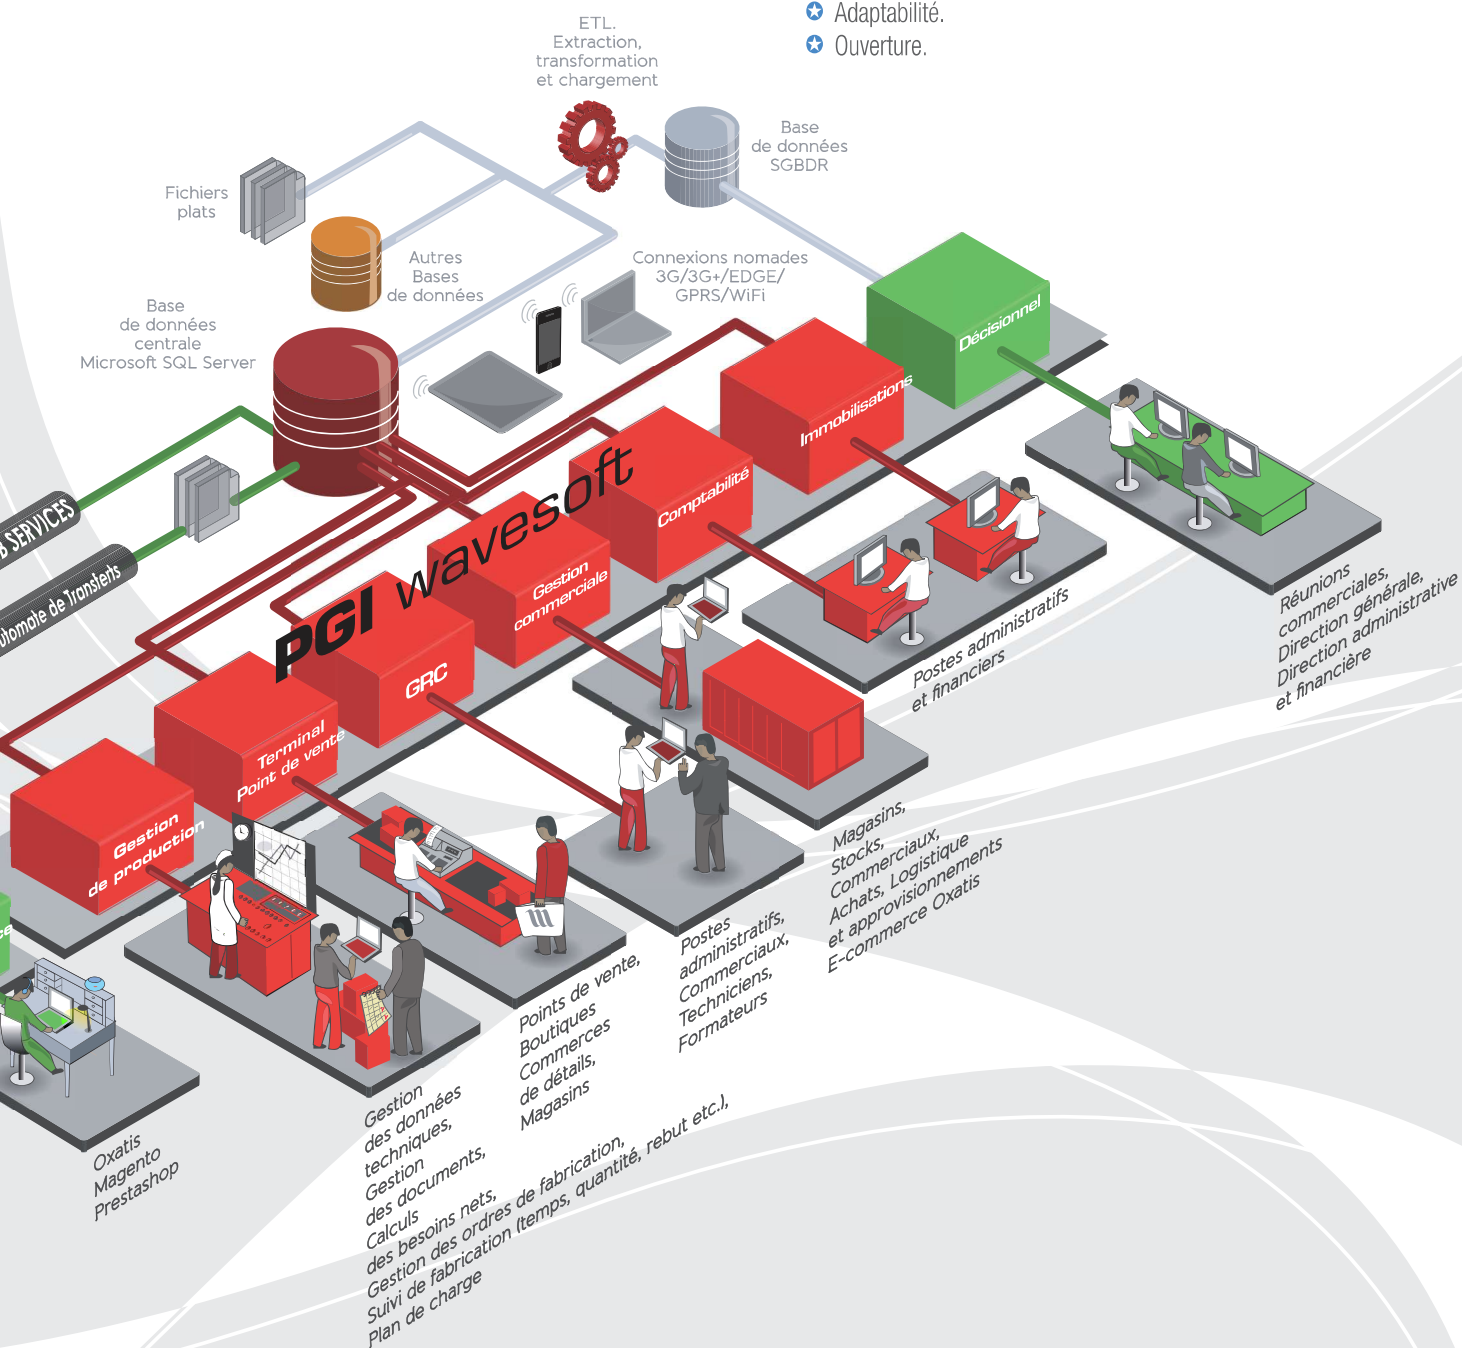 Adaptabilité.
Ouverture.
ETL.
Extraction,
transformation
et chargement
Base
de données
SGBDR
Fichiers
plats
Autres
Bases
de données
Connexions nomades
3G/3G+/EDGE/
GPRS/WiFi
Base
de données
centrale
Microsoft SQL Server
Décisionnel
Immobilisations
Comptabilité
Gestion
commerciale
PGI wavesoft
GRC
Terminal
Point de vente
Gestion
de production
B SERVICES
utomate de Transferts
ce
Réunions
commerciales,
Direction générale,
Direction administrative
et financière
Postes administratifs
et financiers
Magasins,
Stocks,
Commerciaux,
Achats, Logistique
et approvisionnements
E-commerce Oxatis
Postes
administratifs,
Commerciaux,
Techniciens,
Formateurs
Points de vente,
Boutiques
Commerces
de détails,
Magasins
Gestion
des données
techniques,
Gestion
des documents,
Calculs
des besoins nets,
Gestion des ordres de fabrication,
Suivi de fabrication (temps, quantité, rebut etc.),
Plan de charge
Oxatis
Magento
Prestashop